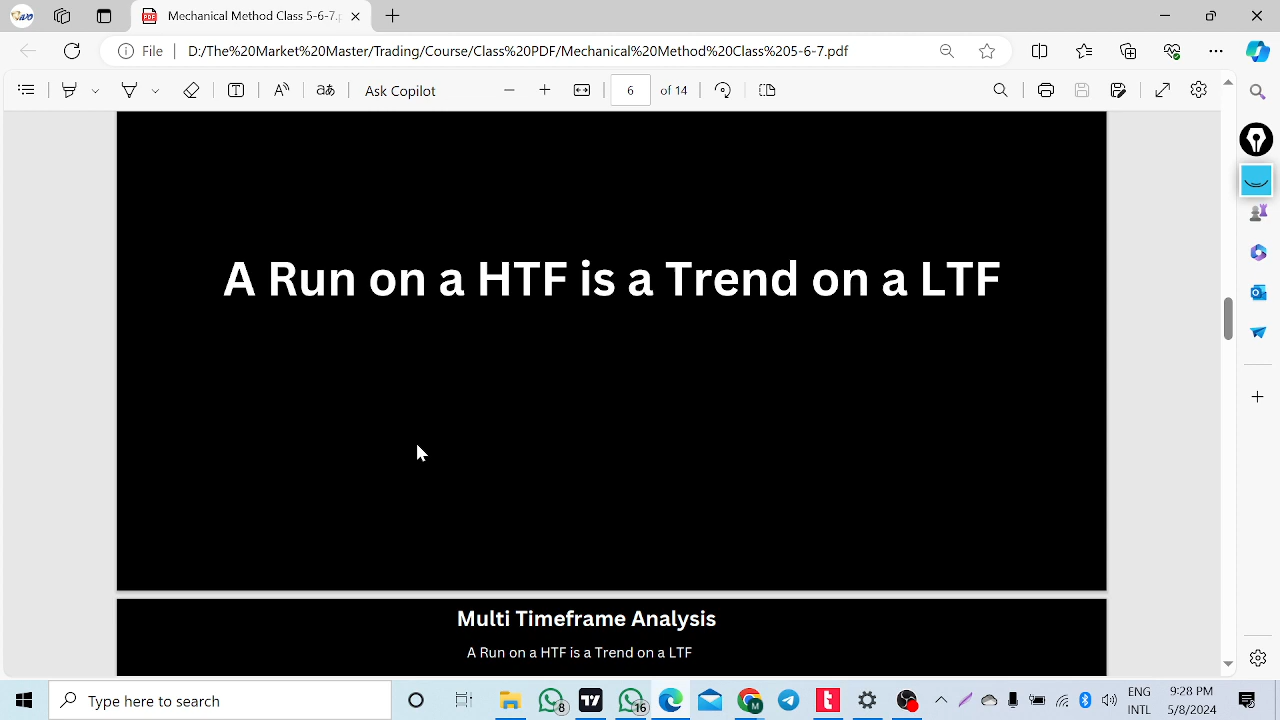 Mechanical Method Class 5-6-7.p
File
D:/The%20Market%20Master/Trading/Course/Class%20PDF/Mechanical%20Method%20Class%205-6-7.pdf
Ask Copilot
6 of 14
A Run on a HTF is a Trend on a LTF
Multi Timeframe Analysis
A Run on a HTF is a Trend on a LTF
Type here to search
8
16
ENG
INTL
9:28 PM
5/8/2024